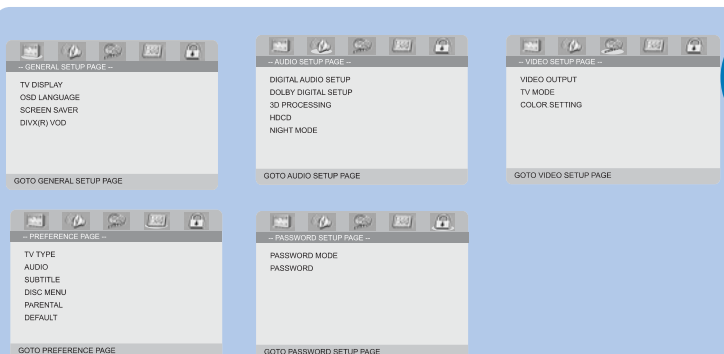 -- GENERAL SETUP PAGE --
TV DISPLAY
OSD LANGUAGE
SCREEN SAVER
DIVX(R) VOD
GOTO GENERAL SETUP PAGE
-- AUDIO SETUP PAGE --
DIGITAL AUDIO SETUP
DOLBY DIGITAL SETUP
3D PROCESSING
HDCD
NIGHT MODE
GOTO AUDIO SETUP PAGE
-- VIDEO SETUP PAGE --
VIDEO OUTPUT
TV MODE
COLOR SETTING
GOTO VIDEO SETUP PAGE
-- PREFERENCE PAGE --
TV TYPE
AUDIO
SUBTITLE
DISC MENU
PARENTAL
DEFAULT
GOTO PREFERENCE PAGE
-- PASSWORD SETUP PAGE --
PASSWORD MODE
PASSWORD
GOTO PASSWORD SETUP PAGE